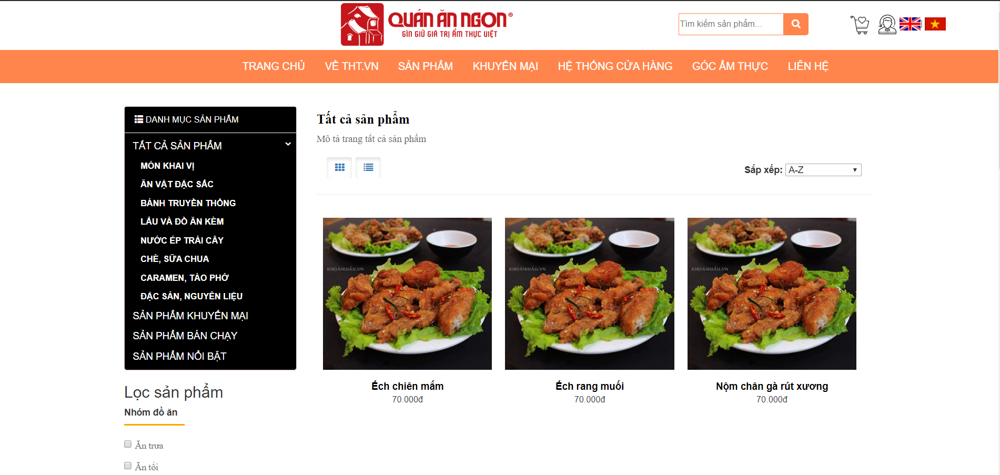 QUÁN ĂN NGON®
GÌN GIỮ GIÁ TRỊ ẨM THỰC VIỆT
Tìm kiếm sản phẩm...
TRANG CHỦ VỀ THT.VN SẢN PHẨM KHUYẾN MẠI HỆ THỐNG CỬA HÀNG GÓC ẨM THỰC LIÊN HỆ
DANH MỤC SẢN PHẨM
TẤT CẢ SẢN PHẨM
MÓN KHAI VỊ
ĂN VẶT ĐẶC SẮC
BÁNH TRUYỀN THỐNG
LẨU VÀ ĐỒ ĂN KÈM
NƯỚC ÉP TRÁI CÂY
CHÈ, SỮA CHUA
CARAMEN, TÀO PHỚ
ĐẶC SẢN, NGUYÊN LIỆU
SẢN PHẨM KHUYẾN MẠI
SẢN PHẨM BÁN CHẠY
SẢN PHẨM NỔI BẬT
Lọc sản phẩm
Nhóm đồ ăn
Ăn trưa
Ăn tối
Tất cả sản phẩm
Mô tả trang tất cả sản phẩm
Sắp xếp: A-Z
KHOÁIKHẨU.VN
KHOÁIKHẨU.VN
KHOÁIKHẨU.VN
Ếch chiên mắm
70.000đ
Ếch rang muối
70.000đ
Nộm chân gà rút xương
70.000đ